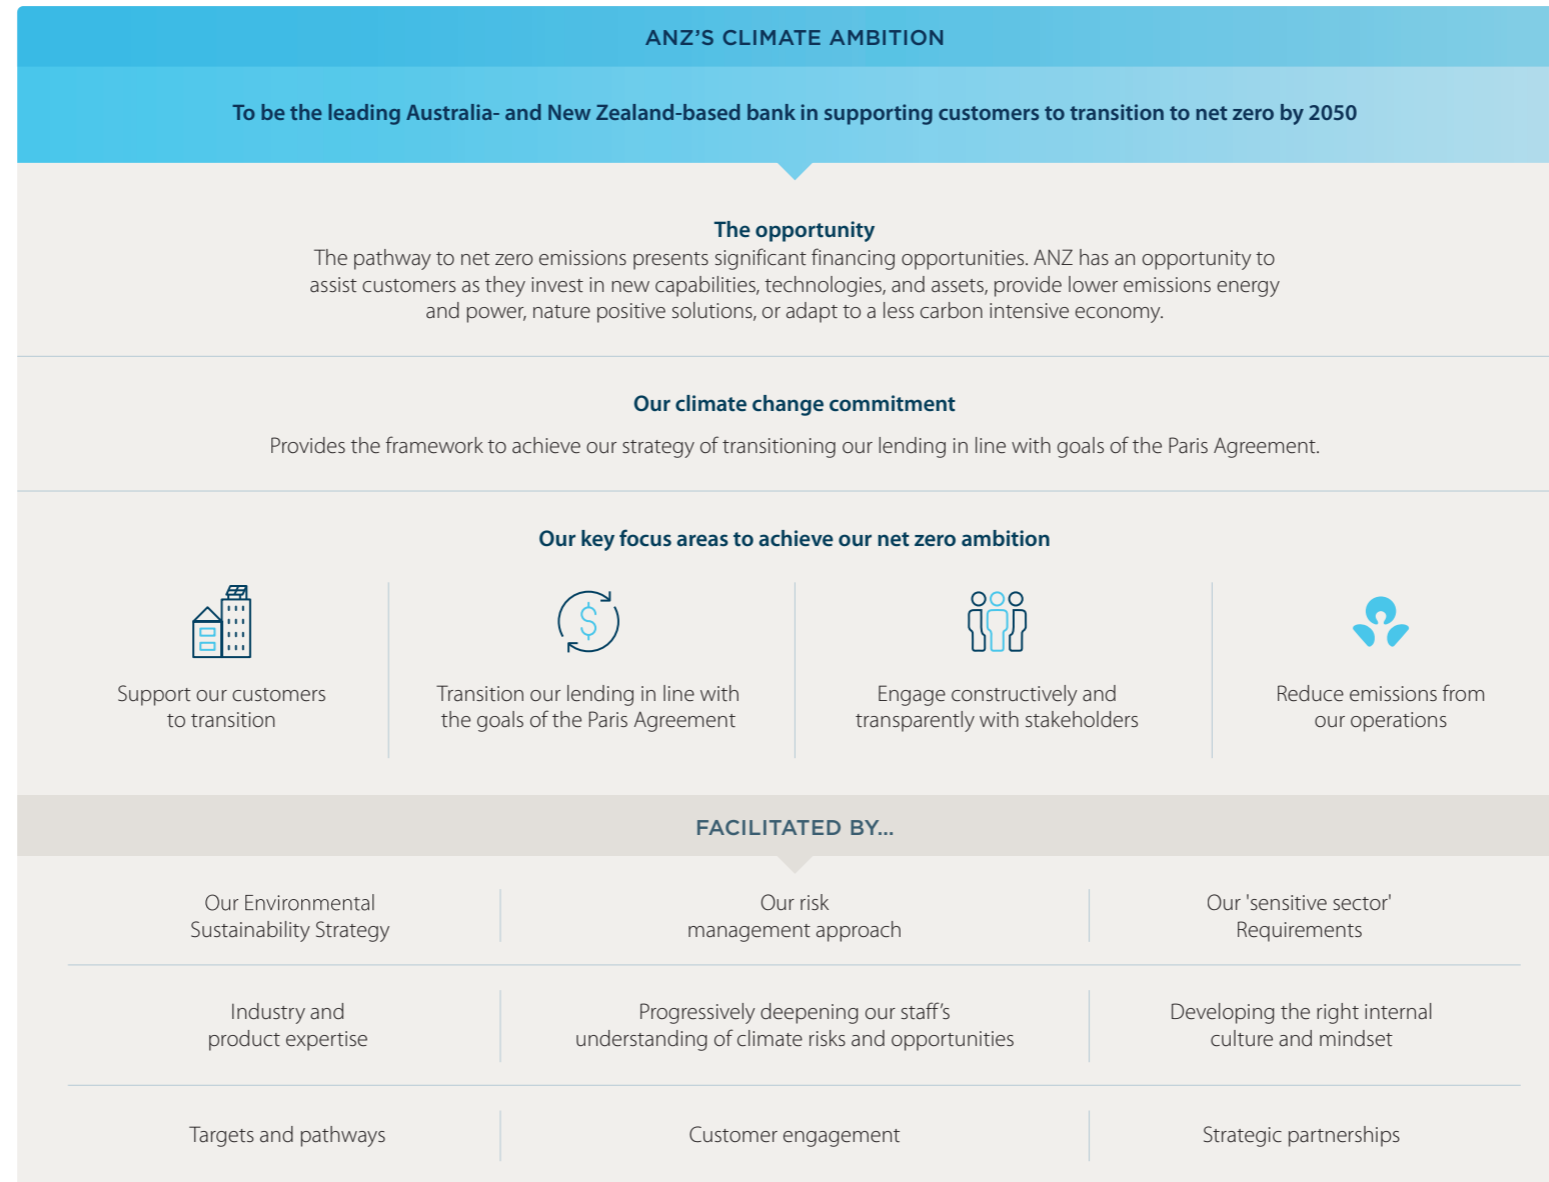 ANZ’S CLIMATE AMBITION
To be the leading Australia- and New Zealand-based bank in supporting customers to transition to net zero by 2050
The opportunity
The pathway to net zero emissions presents significant financing opportunities. ANZ has an opportunity to
assist customers as they invest in new capabilities, technologies, and assets, provide lower emissions energy
and power, nature positive solutions, or adapt to a less carbon intensive economy.
Our climate change commitment
Provides the framework to achieve our strategy of transitioning our lending in line with goals of the Paris Agreement.
Our key focus areas to achieve our net zero ambition
$
Support our customers
to transition
Transition our lending in line with
the goals of the Paris Agreement
Engage constructively and
transparently with stakeholders
Reduce emissions from
our operations
FACILITATED BY...
Our Environmental
Sustainability Strategy
Our risk
management approach
Our 'sensitive sector'
Requirements
Industry and
product expertise
Progressively deepening our staff’s
understanding of climate risks and opportunities
Developing the right internal
culture and mindset
Targets and pathways
Customer engagement
Strategic partnerships